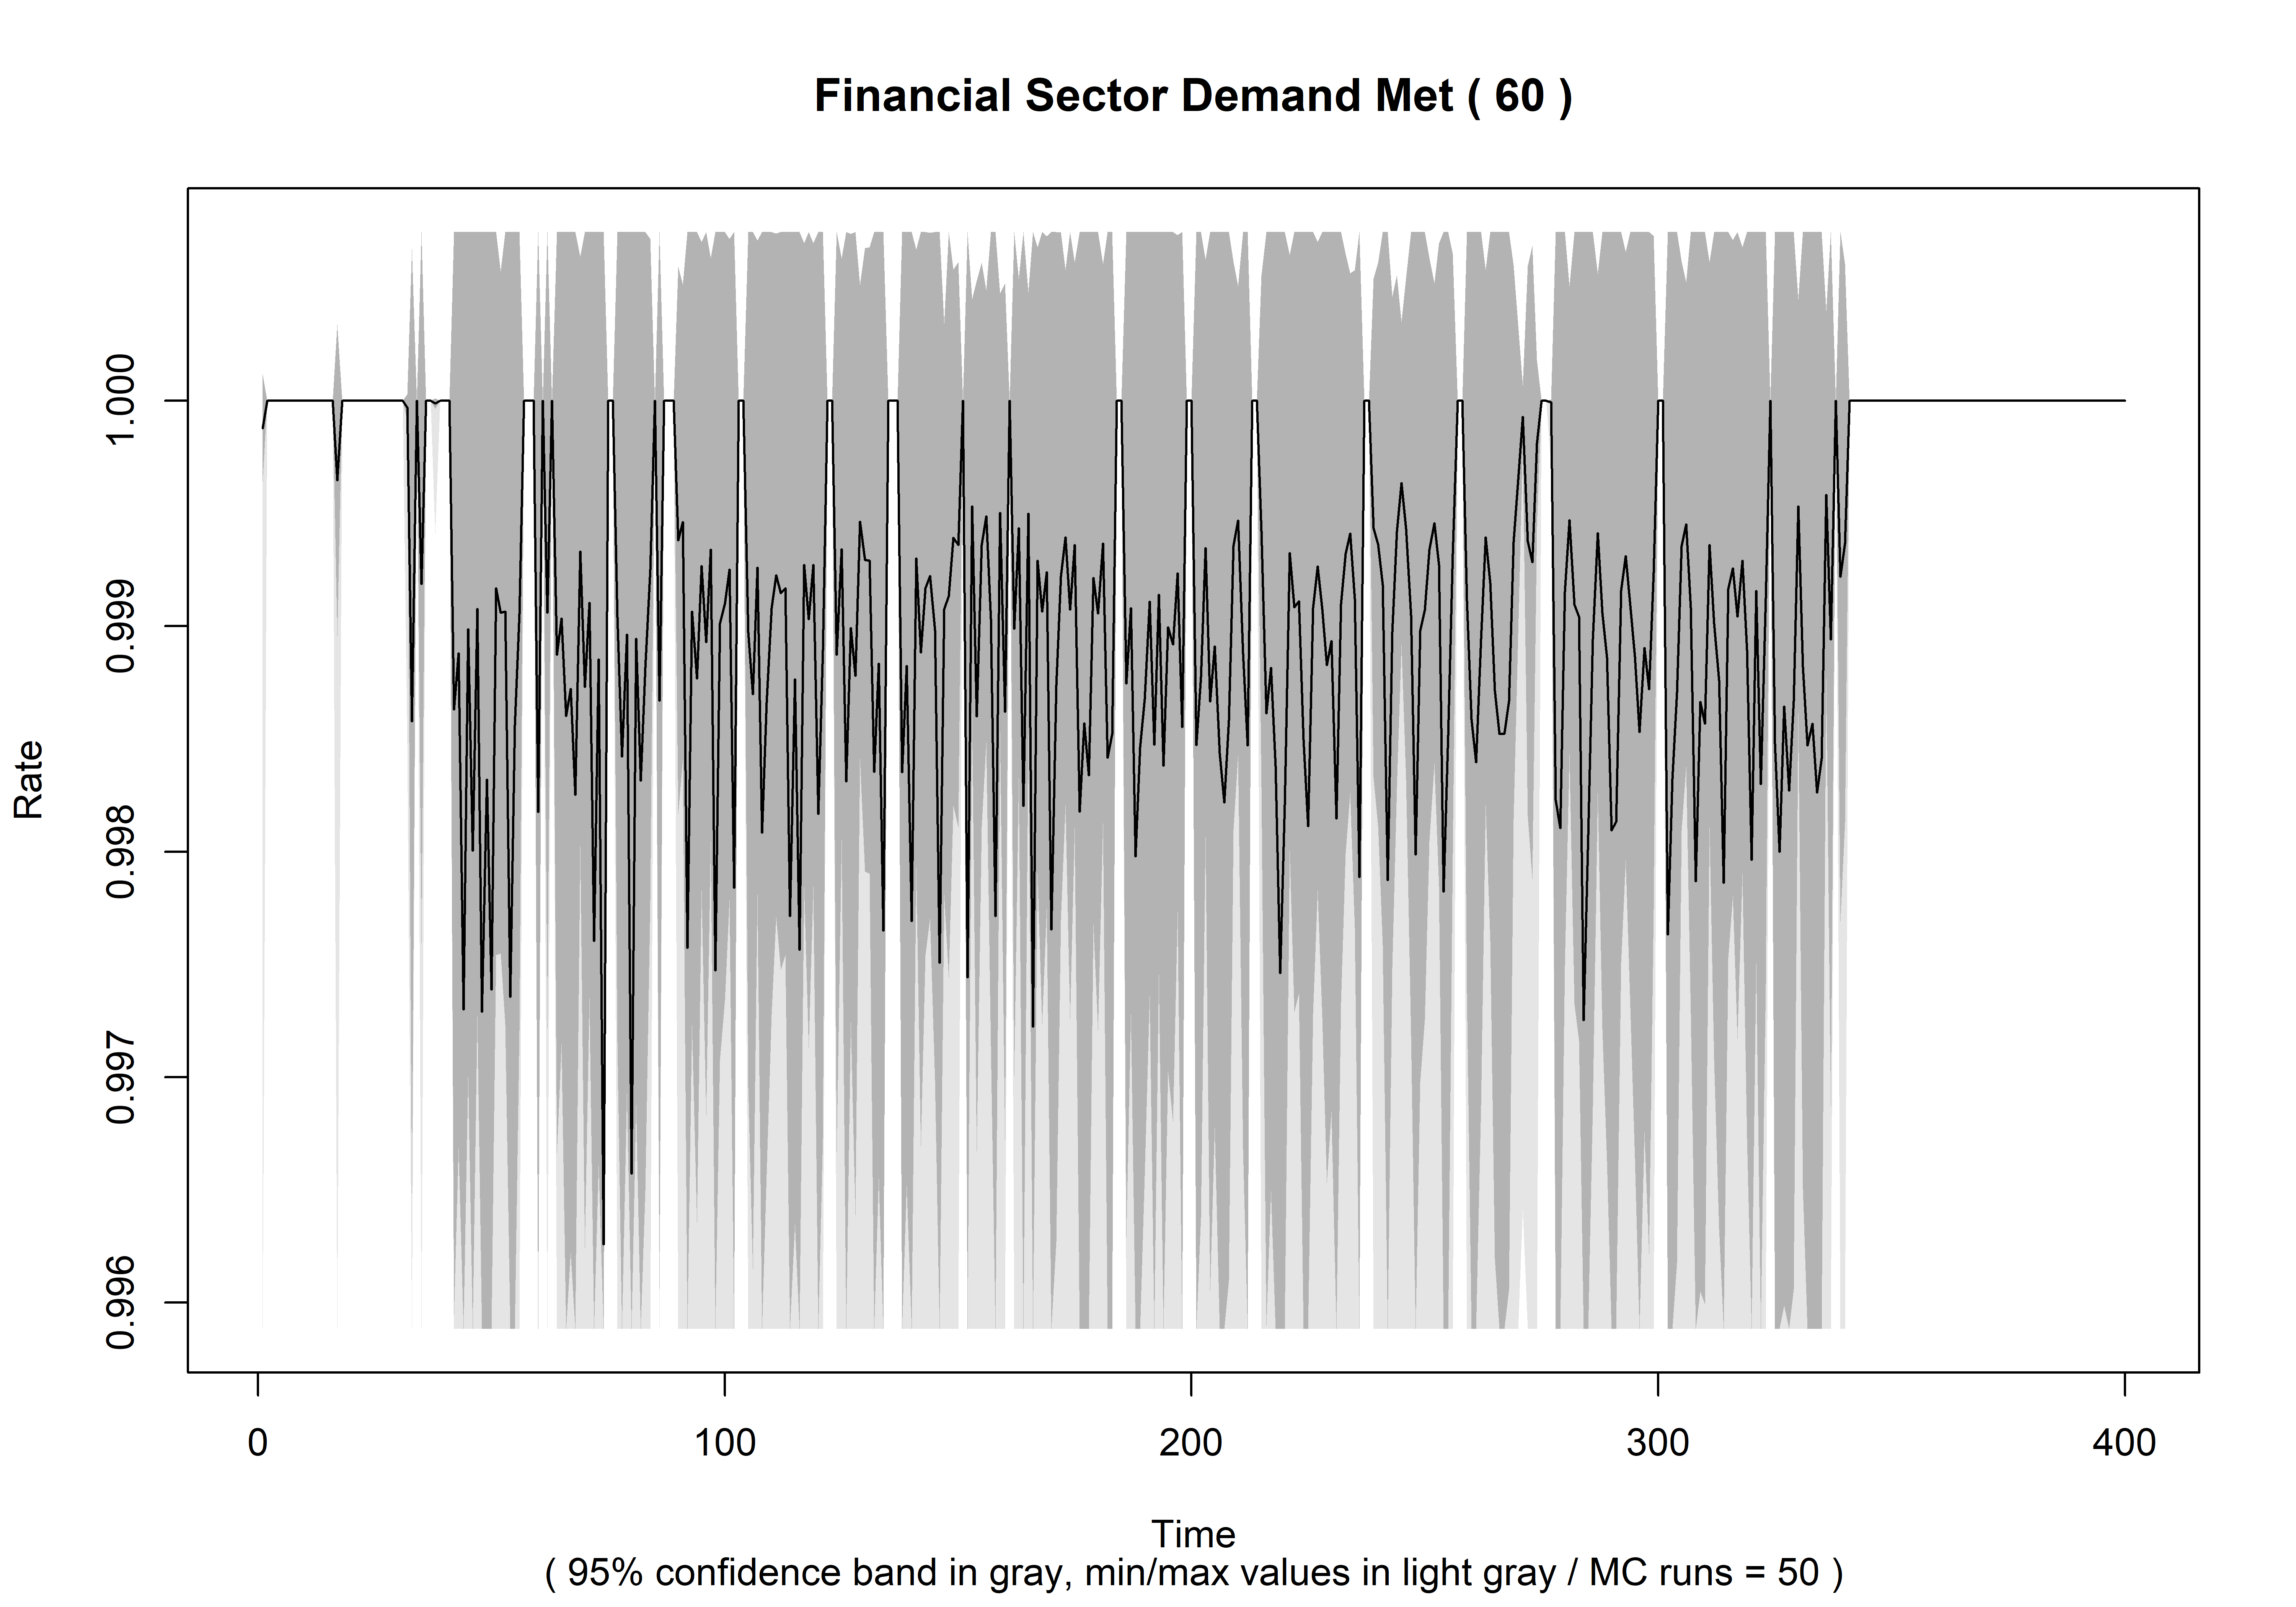 Financial Sector Demand Met ( 60 )
Rate
1.000
0.999
0.998
0.997
0.996
0 100 200 300 400
Time
( 95% confidence band in gray, min/max values in light gray / MC runs = 50 )